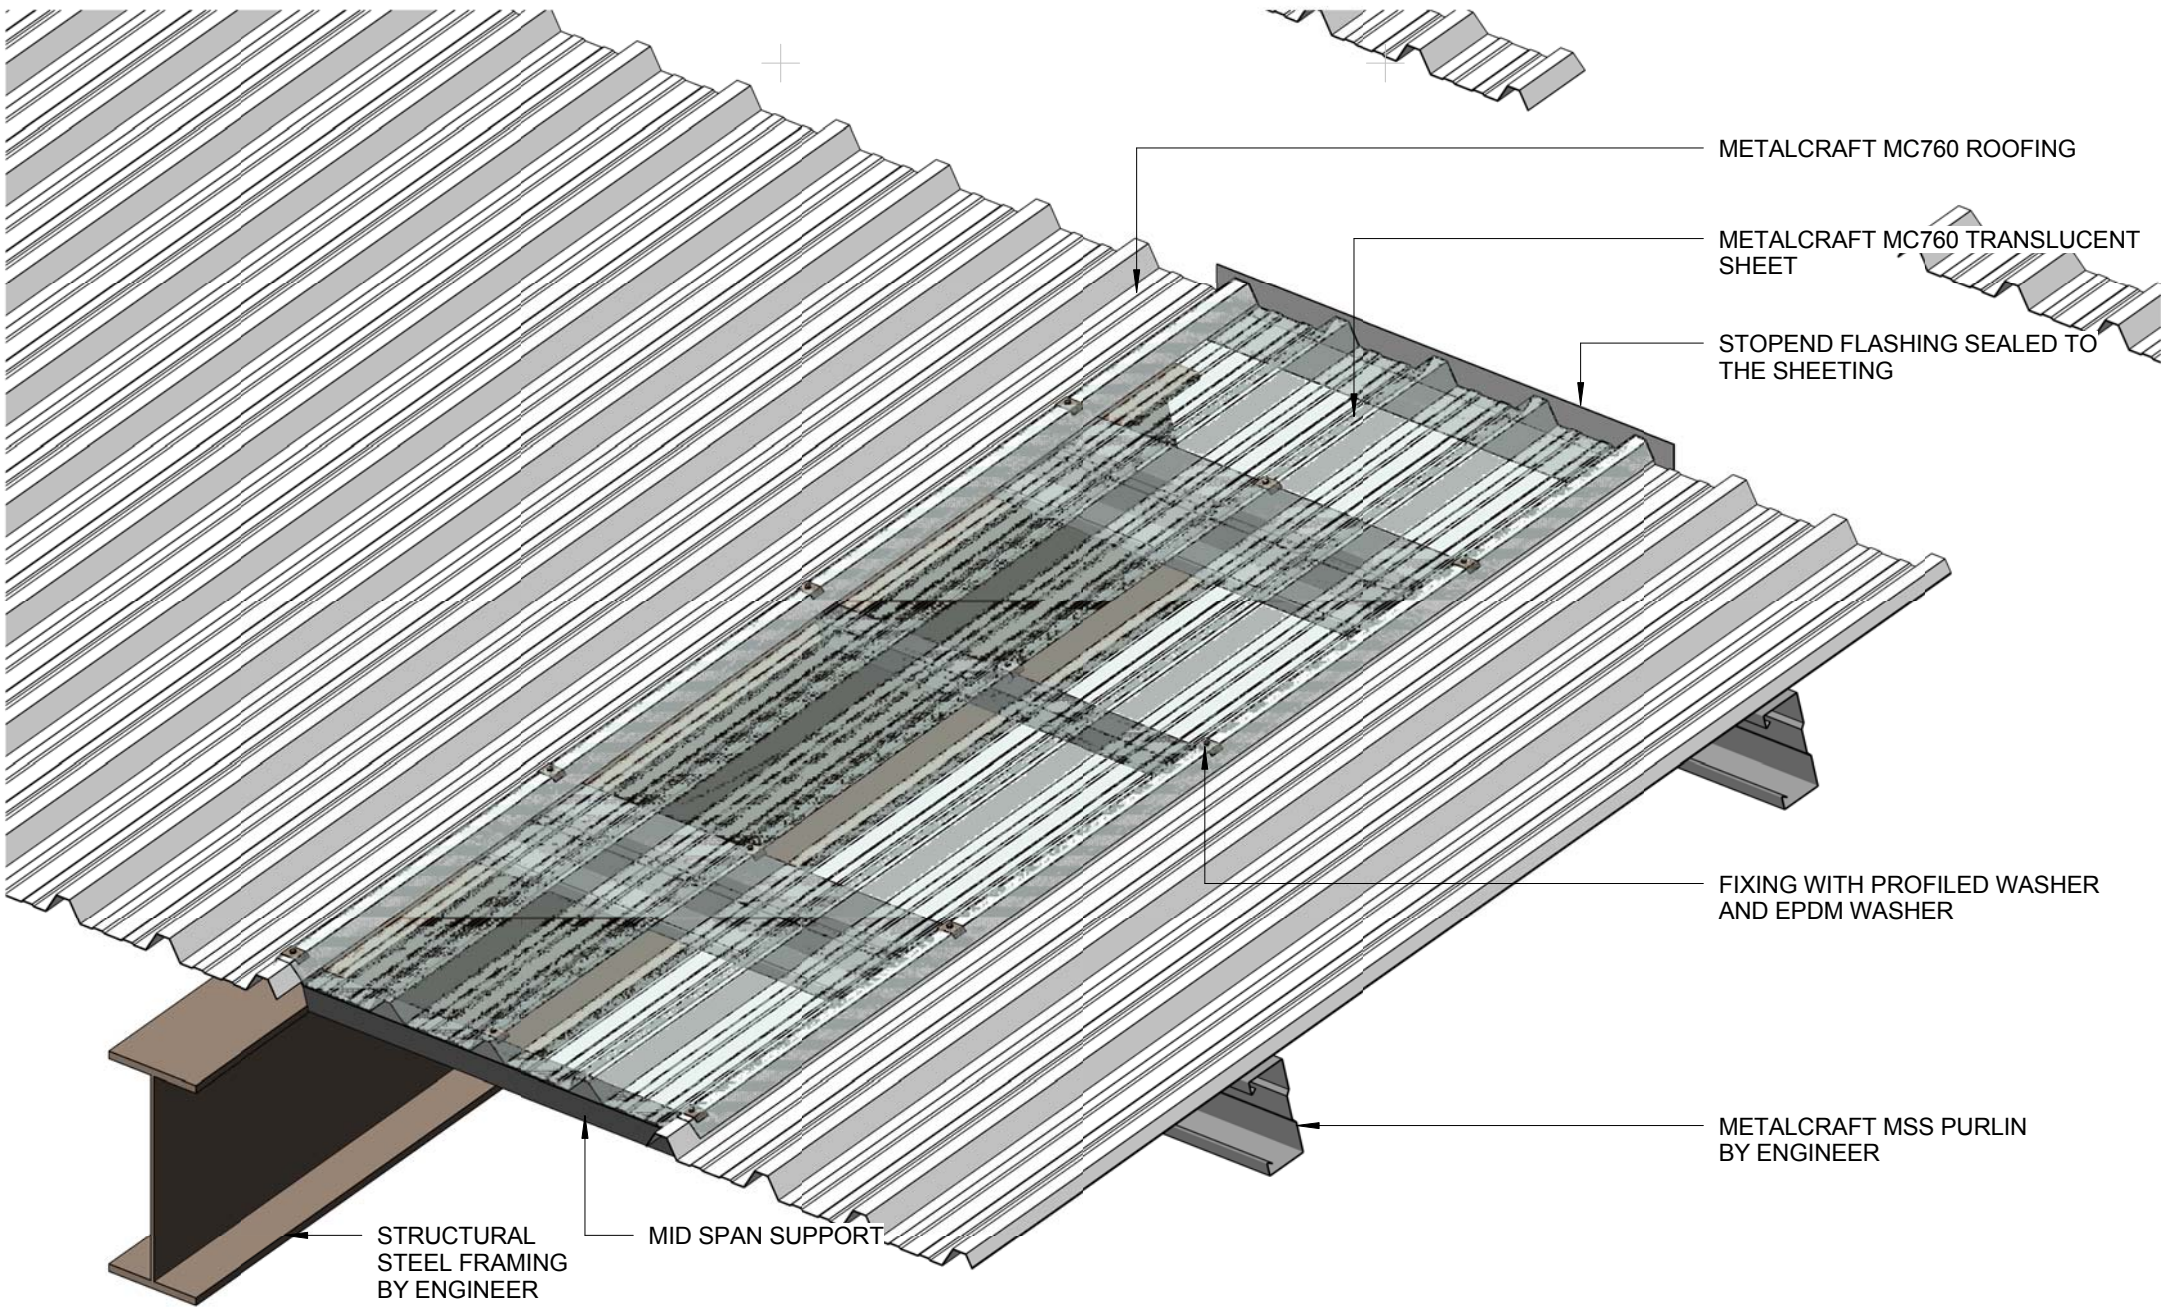 METALCRAFT MC760 ROOFING
METALCRAFT MC760 TRANSLUCENT
SHEET
STOPEND FLASHING SEALED TO
THE SHEETING
FIXING WITH PROFILED WASHER
AND EPDM WASHER
METALCRAFT MSS PURLIN
BY ENGINEER
STRUCTURAL
STEEL FRAMING
BY ENGINEER
MID SPAN SUPPORT